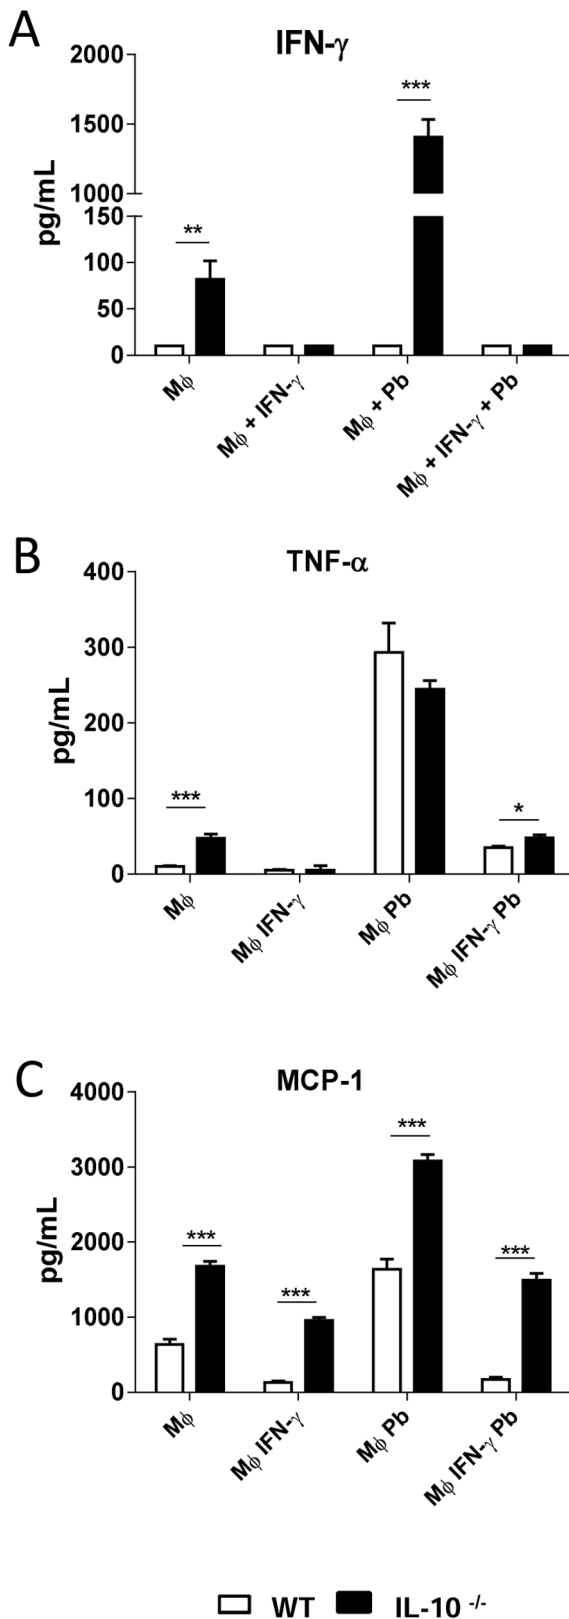 A
IFN-γ
2000
1500
1000
150
100
50
0
pg/mL
**
***
Mϕ
Mϕ + IFN-γ
Mϕ + Pb
Mϕ + IFN-γ + Pb
B
TNF-α
400
300
200
100
0
pg/mL
***
*
Mϕ
Mϕ IFN-γ
Mϕ Pb
Mϕ IFN-γ Pb
C
MCP-1
4000
3000
2000
1000
0
pg/mL
***
***
***
***
Mϕ
Mϕ IFN-γ
Mϕ Pb
Mϕ IFN-γ Pb
WT IL-10 -/-